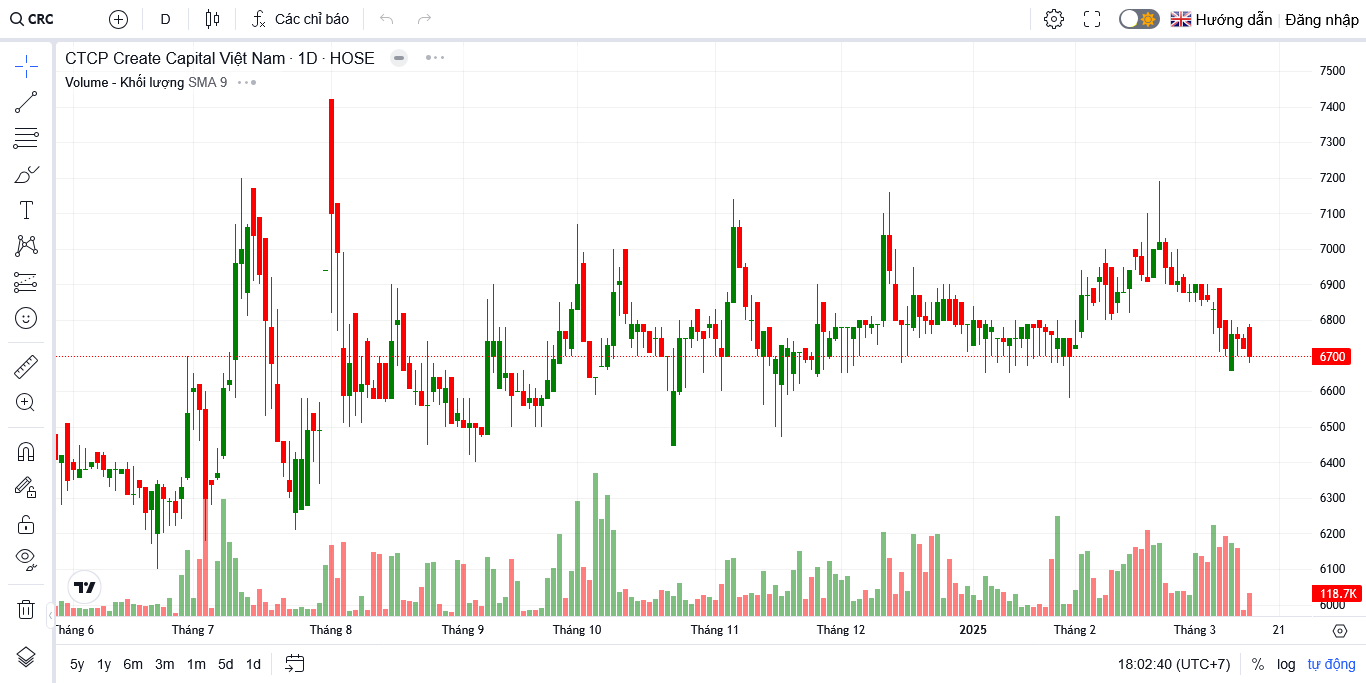 CRC D Các chỉ báo Hướng dẫn Đăng nhập
CTCP Create Capital Việt Nam · 1D · HOSE
Volume - Khối lượng SMA 9
7500
7400
7300
7200
7100
7000
6900
6800
6700
6600
6500
6400
6300
6200
6100
118.7K
6000
Tháng 6 Tháng 7 Tháng 8 Tháng 9 Tháng 10 Tháng 11 Tháng 12 2025 Tháng 2 Tháng 3 21
5y 1y 6m 3m 1m 5d 1d 18:02:40 (UTC+7) % log tự động